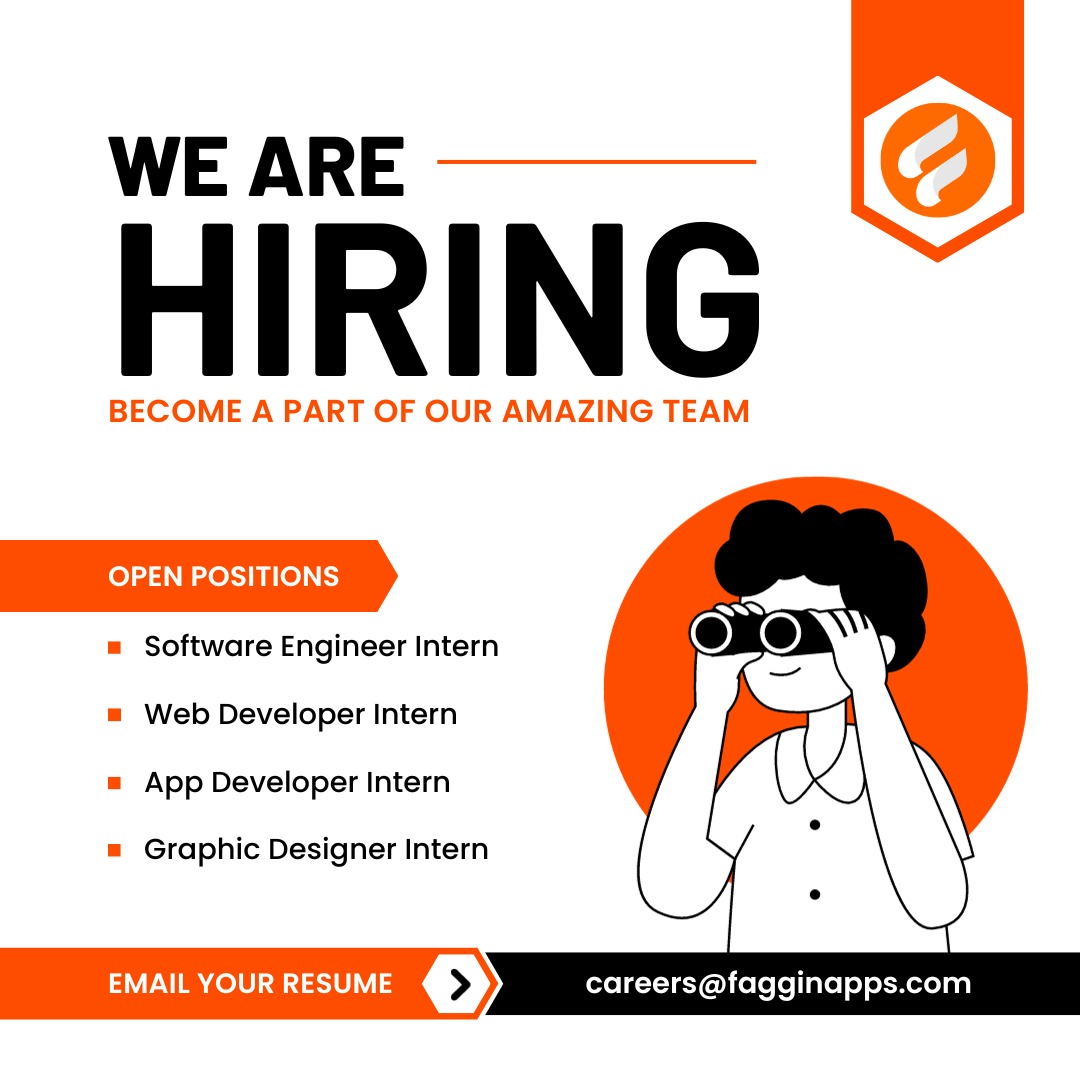 WE ARE
HIRING
BECOME A PART OF OUR AMAZING TEAM
OPEN POSITIONS
Software Engineer Intern
Web Developer Intern
App Developer Intern
Graphic Designer Intern
EMAIL YOUR RESUME
careers@fagginapps.com